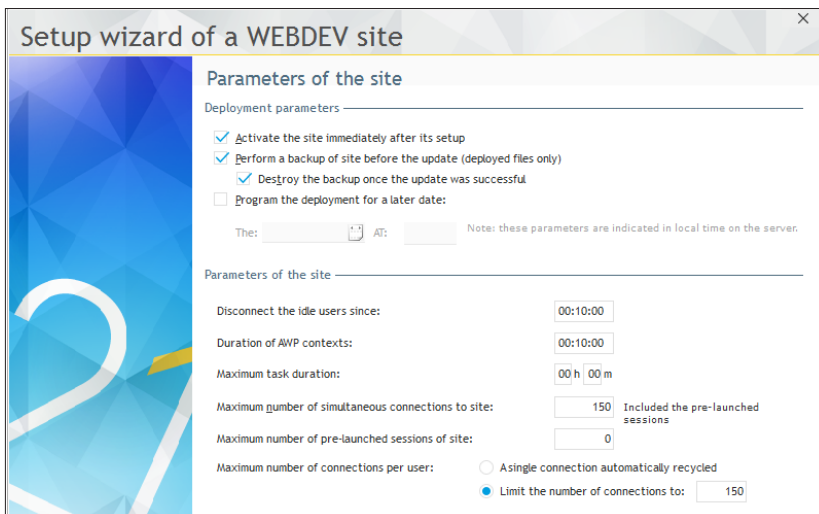 Setup wizard of a WEBDEV site
Parameters of the site
Deployment parameters
Activate the site immediately after its setup
Perform a backup of site before the update (deployed files only)
Destroy the backup once the update was successful
Program the deployment for a later date:
The: AT: Note: these parameters are indicated in local time on the server.
Parameters of the site
Disconnect the idle users since: 00:10:00
Duration of AWP contexts: 00:10:00
Maximum task duration: 00 h 00 m
Maximum number of simultaneous connections to site: 150 Included the pre-launched
sessions
Maximum number of pre-launched sessions of site: 0
Maximum number of connections per user: Asingle connection automatically recycled
Limit the number of connections to: 150